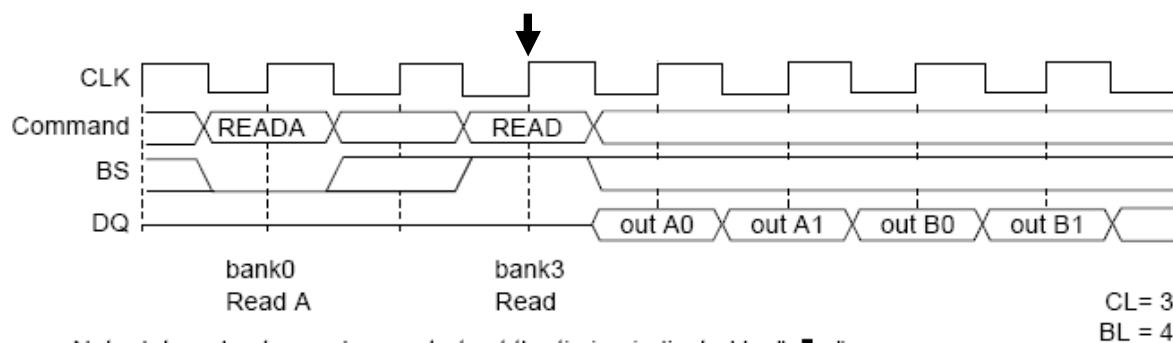 CLK
Command READA READ
BS
DQ out A0 out A1 out B0 out B1
bank0 bank3
Read A Read
CL= 3
BL = 4